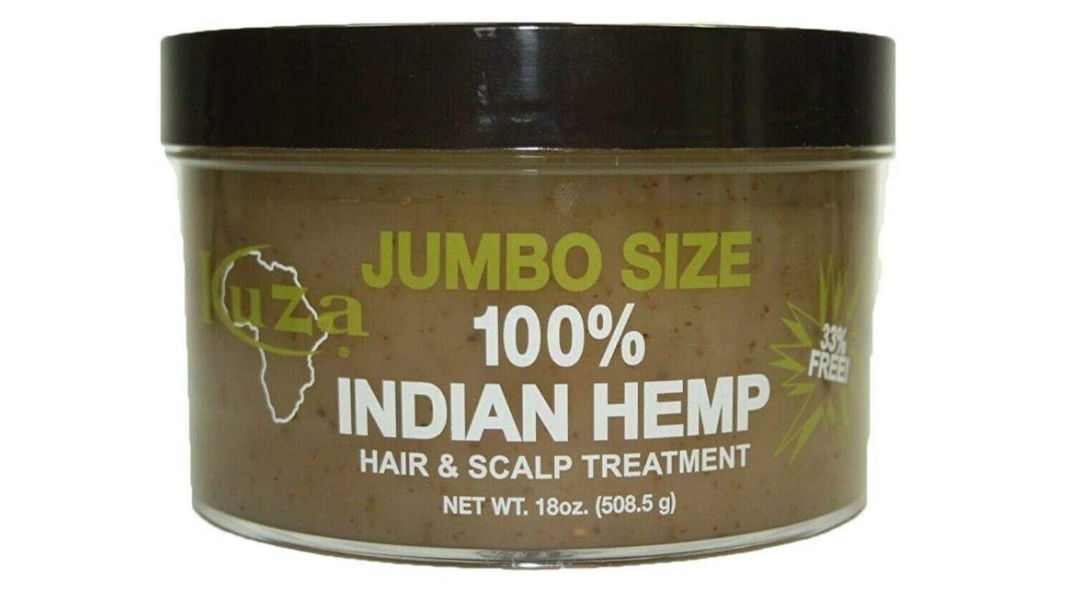 Kuza
JUMBO SIZE
100%
INDIAN HEMP
HAIR & SCALP TREATMENT
NET WT. 18oz. (508.5 g)
33%
FREE!